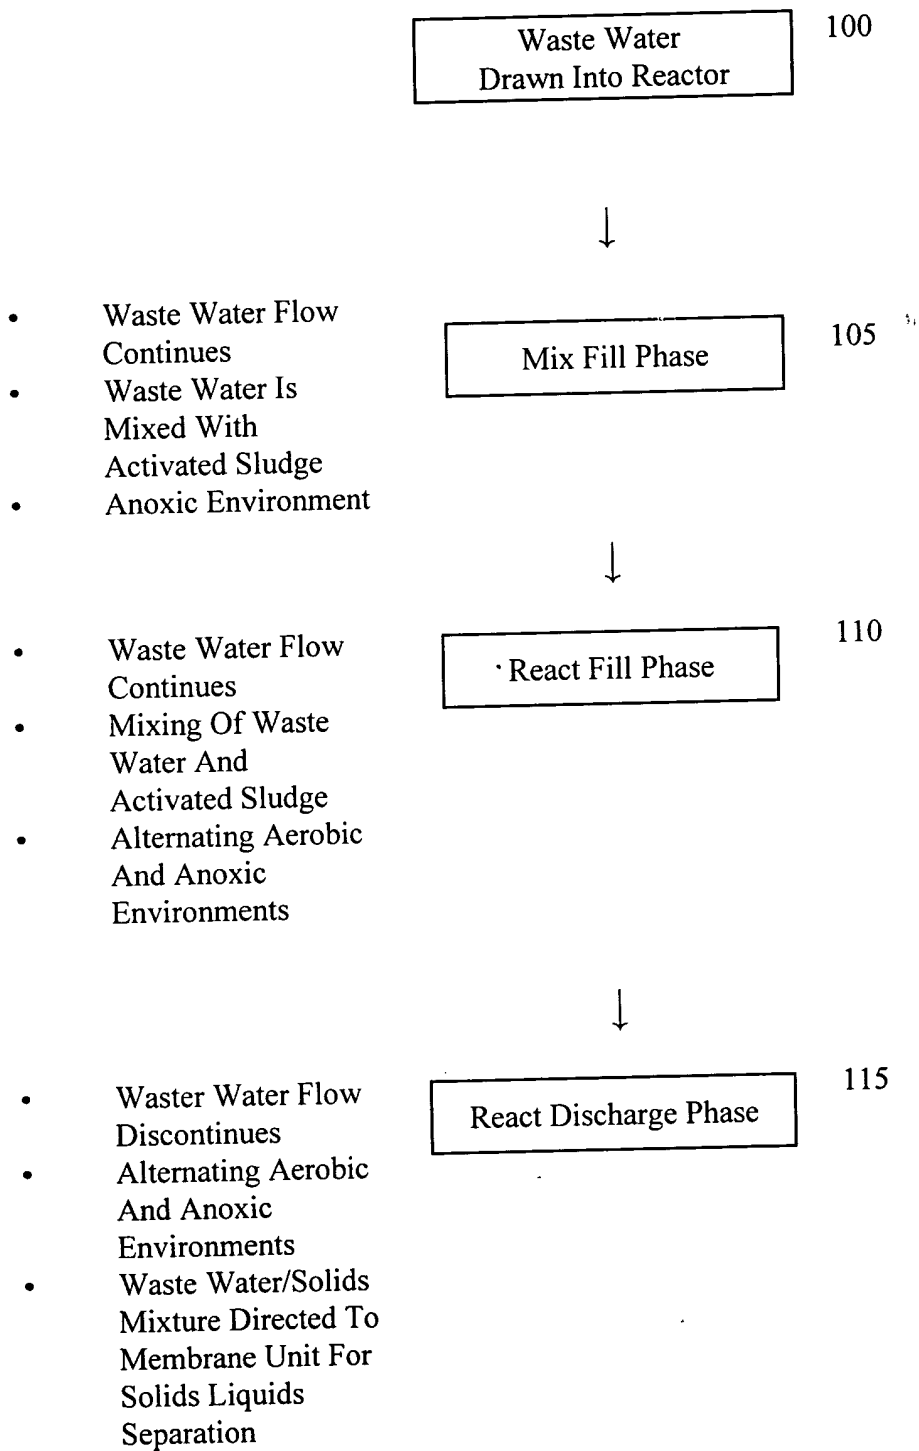 Waste Water
Drawn Into Reactor
100
↓
• Waste Water Flow
Continues
• Waste Water Is
Mixed With
Activated Sludge
• Anoxic Environment
Mix Fill Phase
105
↓
• Waste Water Flow
Continues
• Mixing Of Waste
Water And
Activated Sludge
• Alternating Aerobic
And Anoxic
Environments
React Fill Phase
110
↓
• Waster Water Flow
Discontinues
• Alternating Aerobic
And Anoxic
Environments
• Waste Water/Solids
Mixture Directed To
Membrane Unit For
Solids Liquids
Separation
React Discharge Phase
115